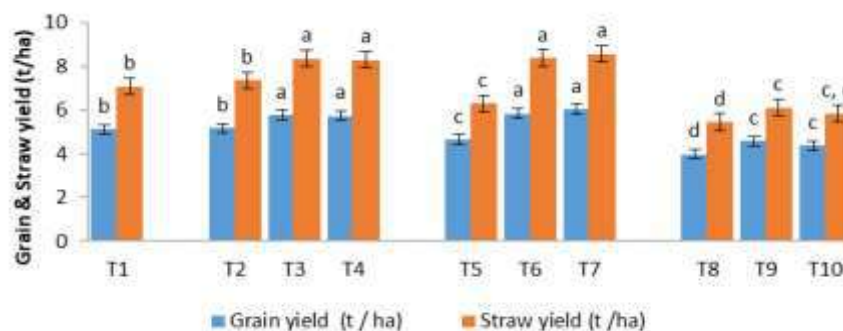 Grain & Straw yield (t/ha)
10
8
6
4
2
0
b b b b a a a a c c a a a a d d c c c c,
T1 T2 T3 T4 T5 T6 T7 T8 T9 T10
Grain yield (t / ha) Straw yield (t /ha)